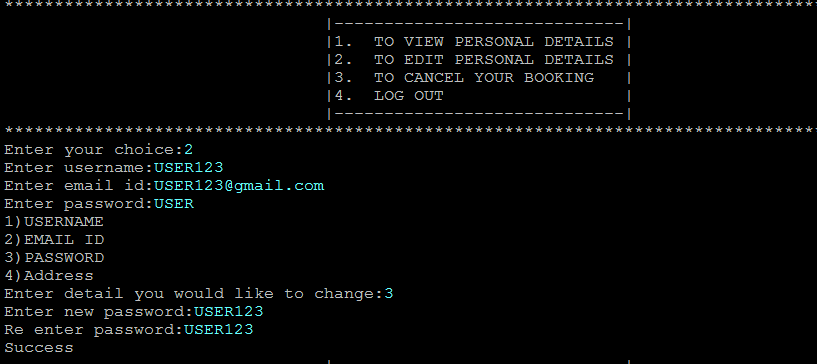 *********************************************************************************
|-----------------------------|
|1.  TO VIEW PERSONAL DETAILS |
|2.  TO EDIT PERSONAL DETAILS |
|3.  TO CANCEL YOUR BOOKING   |
|4.  LOG OUT                  |
|-----------------------------|
*********************************************************************************
Enter your choice:2
Enter username:USER123
Enter email id:USER123@gmail.com
Enter password:USER
1)USERNAME
2)EMAIL ID
3)PASSWORD
4)Address
Enter detail you would like to change:3
Enter new password:USER123
Re enter password:USER123
Success